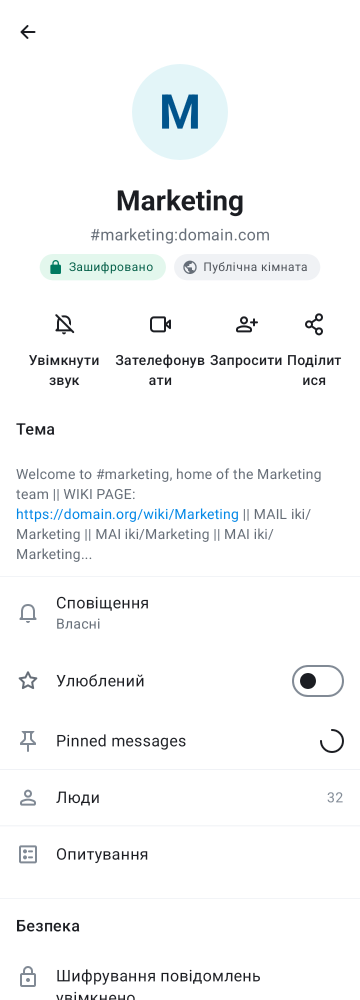 M
Marketing
#marketing:domain.com
Зашифровано Публічна кімната
Увімкнути звук
Зателефонувати
Запросити
Поділитися
Тема
Welcome to #marketing, home of the Marketing
team || WIKI PAGE:
https://domain.org/wiki/Marketing || MAIL iki/
Marketing || MAI iki/Marketing || MAI iki/
Marketing...
Сповіщення
Власні
Улюблений
Pinned messages
Люди 32
Опитування
Безпека
Шифрування повідомлень
увімкнено